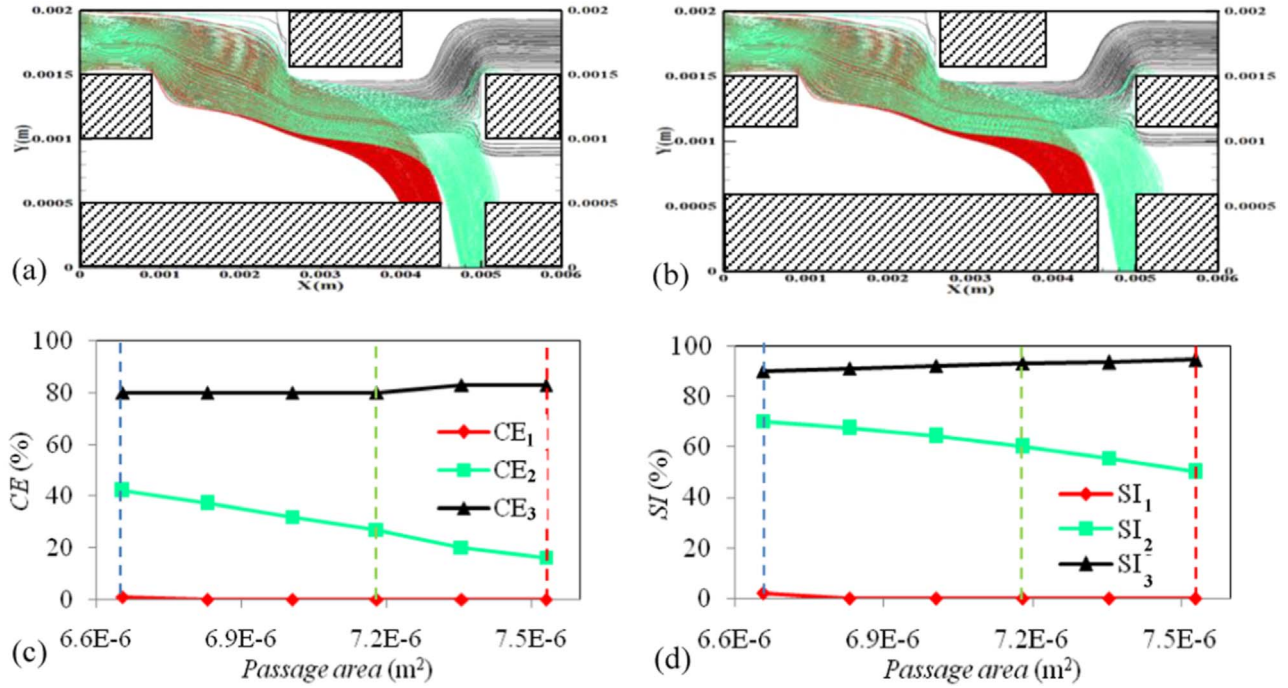 0.002
0.0015
0.001
0.0005
0
Y(m)
0.002
0.0015
0.001
0.0005
0
0 0.001 0.002 0.003 0.004 0.005 0.006
X(m)
(a)
0.002
0.0015
0.001
0.0005
0
Y(m)
0.002
0.0015
0.001
0.0005
0
0 0.001 0.002 0.003 0.004 0.005 0.006
X(m)
(b)
100
80
60
40
20
0
CE (%)
CE1
CE2
CE3
6.6E-6 6.9E-6 7.2E-6 7.5E-6
Passage area (m2)
(c)
100
80
60
40
20
0
SI (%)
SI1
SI2
SI3
6.6E-6 6.9E-6 7.2E-6 7.5E-6
Passage area (m2)
(d)